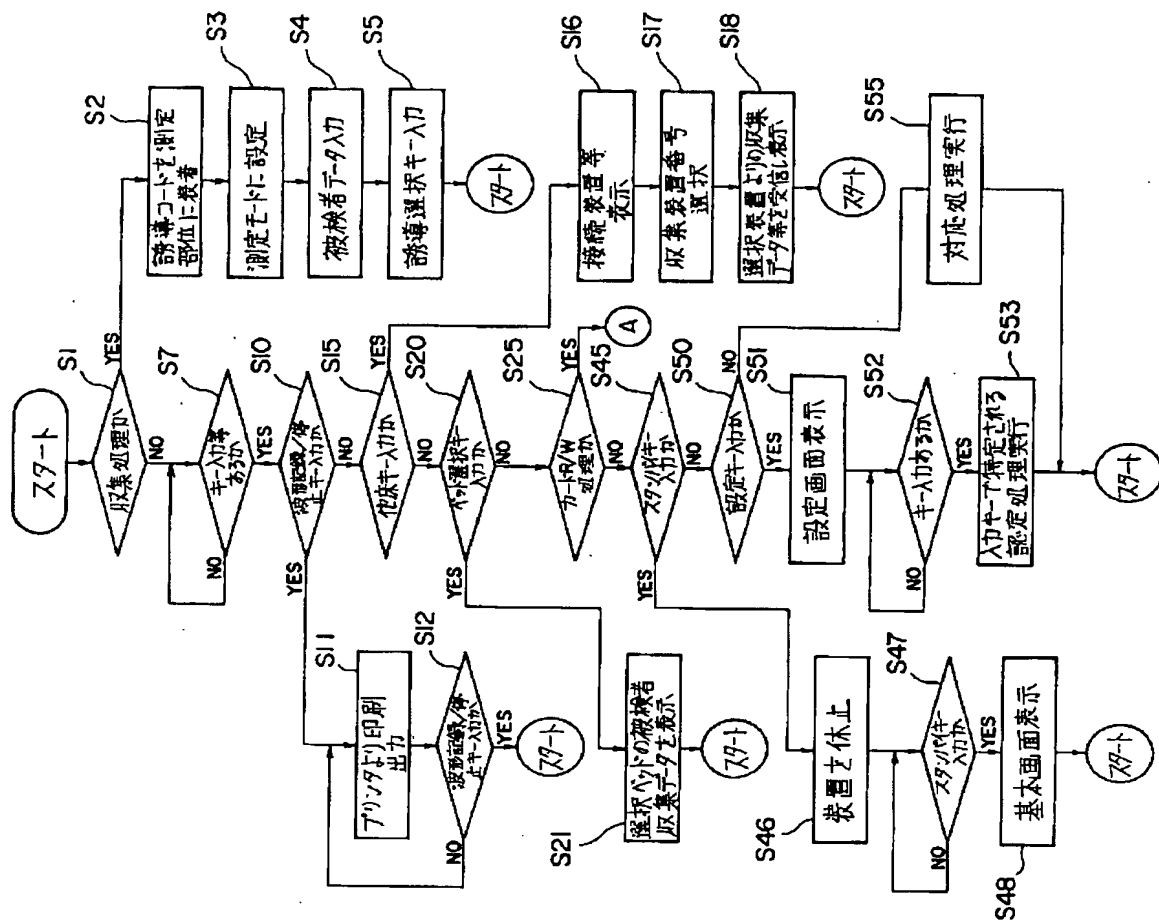 スタート
S1
収集処理か
YES
NO
S2
誘導コードを測定
部位に装着
S3
測定モードに設定
S4
被検者データ入力
S5
誘導選択キー入力
スタート
S7
キー入力等
あるか
NO
YES
S10
波形記録/停
止キー入力か
YES
NO
S11
プリンタより印刷
出力
S12
波形記録/停
止キー入力か
NO
YES
スタート
S15
他床キー入力か
YES
NO
S16
接続装置等
表示
S17
収集装置番号
選択
S18
選択装置よりの収集
データ等を受信し表示
スタート
S20
ベッド選択キー
入力か
YES
NO
S21
選択ベッドの被検者
収集データを表示
スタート
S25
カードR/W
処理か
YES
A
NO
S45
スタンバイキー
入力か
YES
NO
S46
装置を休止
S47
スタンバイキー
入力か
NO
YES
S48
基本画面表示
スタート
S50
設定キー入力か
NO
YES
S55
対応処理実行
S51
設定画面表示
S52
キー入力あるか
NO
YES
S53
入力キーで特定される
認定処理実行
スタート